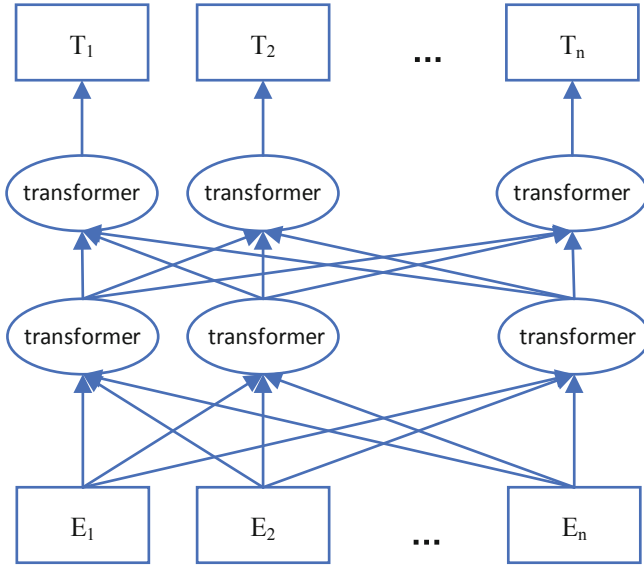 T₁ T₂ ... Tₙ
transformer transformer transformer
transformer transformer transformer
E₁ E₂ ... Eₙ